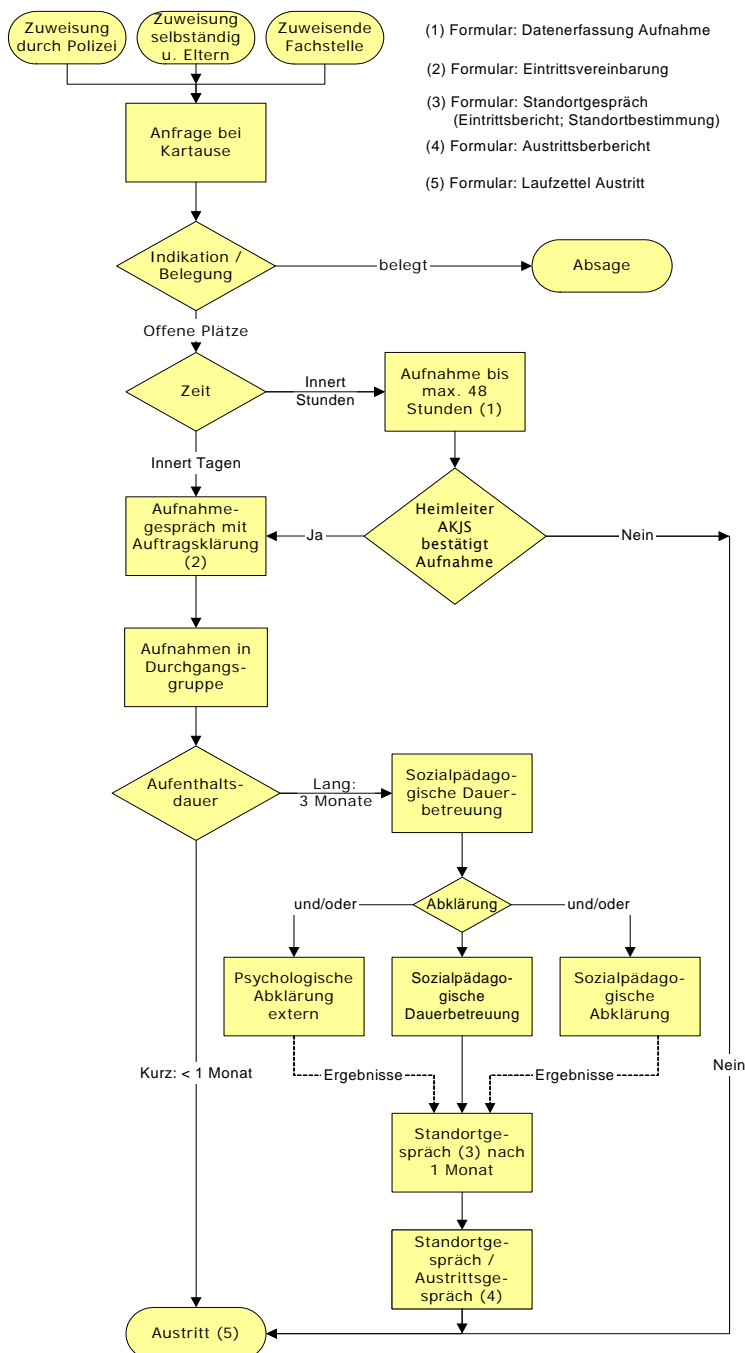 Zuweisung
durch Polizei
Zuweisung
selbständig
u. Eltern
Zuweisende
Fachstelle
(1) Formular: Datenerfassung Aufnahme
(2) Formular: Eintrittsvereinbarung
(3) Formular: Standortgespräch
(Eintrittsbericht; Standortbestimmung)
(4) Formular: Austrittsberbericht
(5) Formular: Laufzettel Austritt
Anfrage bei
Kartause
Indikation /
Belegung
belegt
Absage
Offene Plätze
Zeit
Innert
Stunden
Aufnahme bis
max. 48
Stunden (1)
Innert Tagen
Aufnahme-
gespräch mit
Auftragsklärung
(2)
Ja
Heimleiter
AKJS
bestätigt
Aufnahme
Nein
Aufnahmen in
Durchgangs-
gruppe
Aufenthalts-
dauer
Lang:
3 Monate
Sozialpädago-
gische Dauer-
betreuung
und/oder
Abklärung
und/oder
Psychologische
Abklärung
extern
Sozialpädago-
gische
Dauerbetreuung
Sozialpädago-
gische
Abklärung
Kurz: < 1 Monat
Ergebnisse
Ergebnisse
Nein
Standortge-
spräch (3) nach
1 Monat
Standortge-
spräch /
Austrittsge-
spräch (4)
Austritt (5)